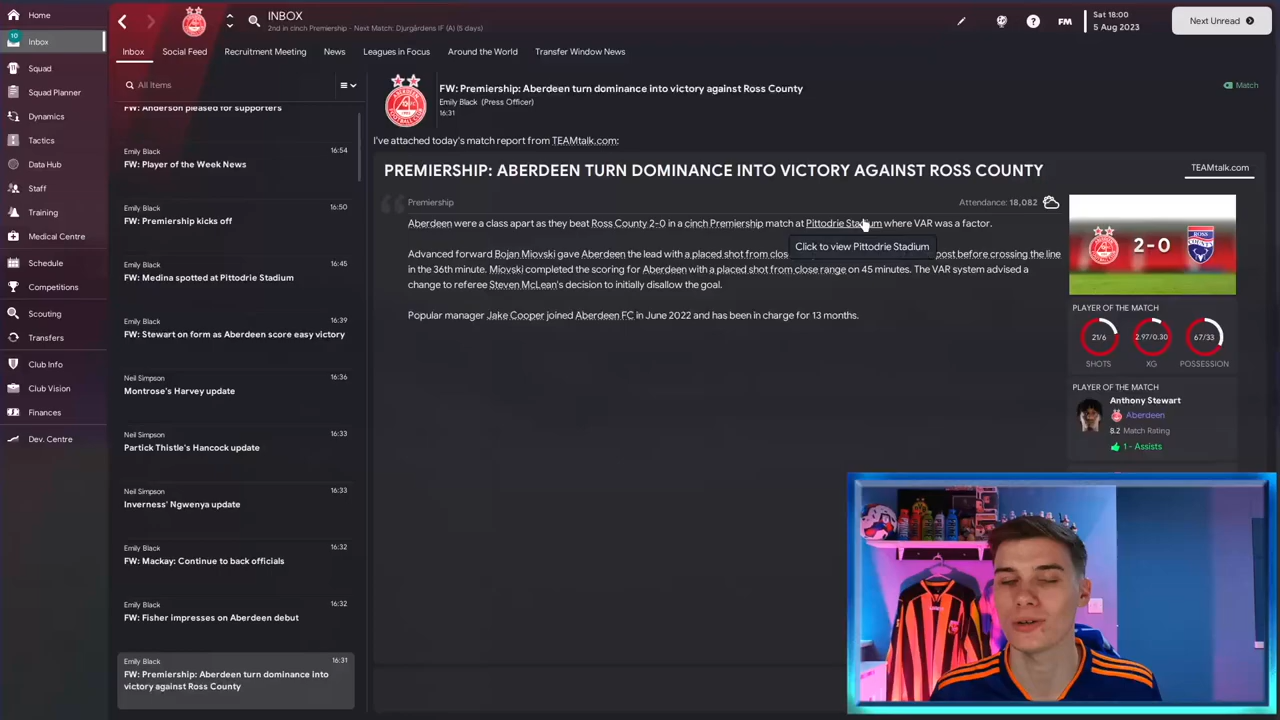 Home
10
Inbox
Squad
Squad Planner
Dynamics
Tactics
Data Hub
Staff
Training
Medical Centre
Schedule
Competitions
Scouting
Transfers
Club Info
Club Vision
Finances
Dev. Centre
INBOX
2nd in cinch Premiership - Next Match: Djurgårdens IF (A) (5 days)
FM
Sat 18:00
5 Aug 2023
Next Unread
Inbox
Social Feed
Recruitment Meeting
News
Leagues in Focus
Around the World
Transfer Window News
All Items
FW: Anderson pleased for supporters
Emily Black 16:54
FW: Player of the Week News
Emily Black 16:50
FW: Premiership kicks off
Emily Black 16:45
FW: Medina spotted at Pittodrie Stadium
Emily Black 16:39
FW: Stewart on form as Aberdeen score easy victory
Neil Simpson 16:36
Montrose's Harvey update
Neil Simpson 16:33
Partick Thistle's Hancock update
Neil Simpson 16:33
Inverness' Ngwenya update
Emily Black 16:32
FW: Mackay: Continue to back officials
Emily Black 16:32
FW: Fisher impresses on Aberdeen debut
Emily Black 16:31
FW: Premiership: Aberdeen turn dominance into
victory against Ross County
FW: Premiership: Aberdeen turn dominance into victory against Ross County
Emily Black (Press Officer)
16:31
Match
I've attached today's match report from TEAMtalk.com:
PREMIERSHIP: ABERDEEN TURN DOMINANCE INTO VICTORY AGAINST ROSS COUNTY
TEAMtalk.com
Premiership
Attendance: 18,082
Aberdeen were a class apart as they beat Ross County 2-0 in a cinch Premiership match at Pittodrie Stadium where VAR was a factor.
Click to view Pittodrie Stadium
Advanced forward Bojan Miovski gave Aberdeen the lead with a placed shot from clos post before crossing the line
in the 36th minute. Miovski completed the scoring for Aberdeen with a placed shot from close range on 45 minutes. The VAR system advised a
change to referee Steven McLean's decision to initially disallow the goal.
Popular manager Jake Cooper joined Aberdeen FC in June 2022 and has been in charge for 13 months.
2-0
ROSS
COUNTY
PLAYER OF THE MATCH
21/6
2.97/0.30
67/33
SHOTS
XG
POSSESSION
PLAYER OF THE MATCH
Anthony Stewart
Aberdeen
8.2 Match Rating
1 - Assists